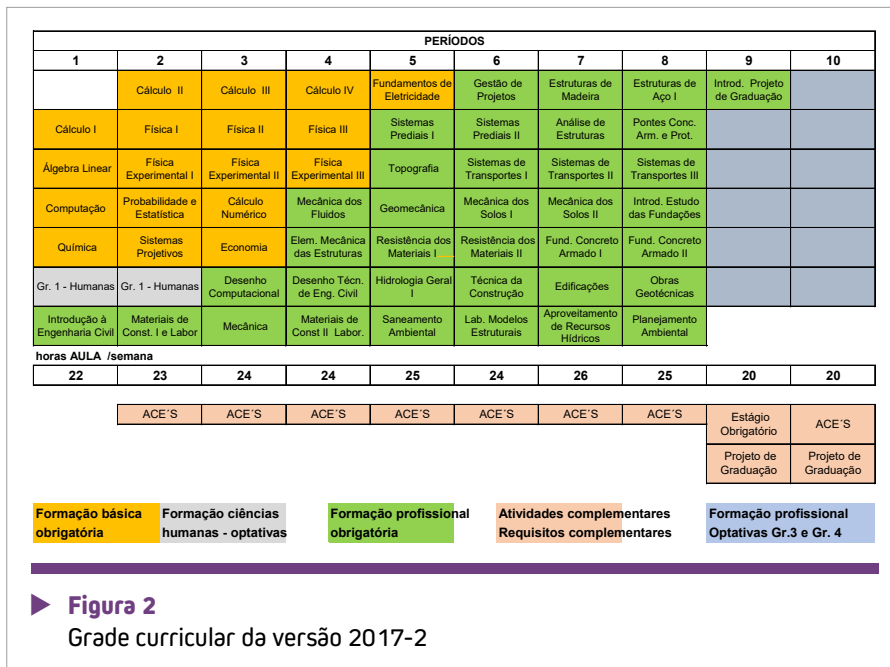 PERÍODOS
1 2 3 4 5 6 7 8 9 10
Cálculo II Cálculo III Cálculo IV Fundamentos de Eletricidade Gestão de Projetos Estruturas de Madeira Estruturas de Aço I Introd. Projeto de Graduação
Cálculo I Física I Física II Física III Sistemas Prediais I Sistemas Prediais II Análise de Estruturas Pontes Conc. Arm. e Prot.
Álgebra Linear Física Experimental I Física Experimental II Física Experimental III Topografia Sistemas de Transportes I Sistemas de Transportes II Sistemas de Transportes III
Computação Probabilidade e Estatística Cálculo Numérico Mecânica dos Fluidos Geomecânica Mecânica dos Solos I Mecânica dos Solos II Introd. Estudo das Fundações
Química Sistemas Projetivos Economia Elem. Mecânica das Estruturas Resistência dos Materiais I Resistência dos Materiais II Fund. Concreto Armado I Fund. Concreto Armado II
Gr. 1 - Humanas Gr. 1 - Humanas Desenho Computacional Desenho Técn. de Eng. Civil Hidrologia Geral I Técnica da Construção Edificações Obras Geotécnicas
Introdução à Engenharia Civil Materiais de Const. I e Labor Mecânica Materiais de Const II Labor. Saneamento Ambiental Lab. Modelos Estruturais Aproveitamento de Recursos Hídricos Planejamento Ambiental
horas AULA /semana
22 23 24 24 25 24 26 25 20 20
ACE´S ACE´S ACE´S ACE´S ACE´S ACE´S ACE´S Estágio Obrigatório ACE´S
Projeto de Graduação Projeto de Graduação
Formação básica obrigatória Formação ciências humanas - optativas Formação profissional obrigatória Atividades complementares Requisitos complementares Formação profissional Optativas Gr.3 e Gr. 4
Figura 2
Grade curricular da versão 2017-2